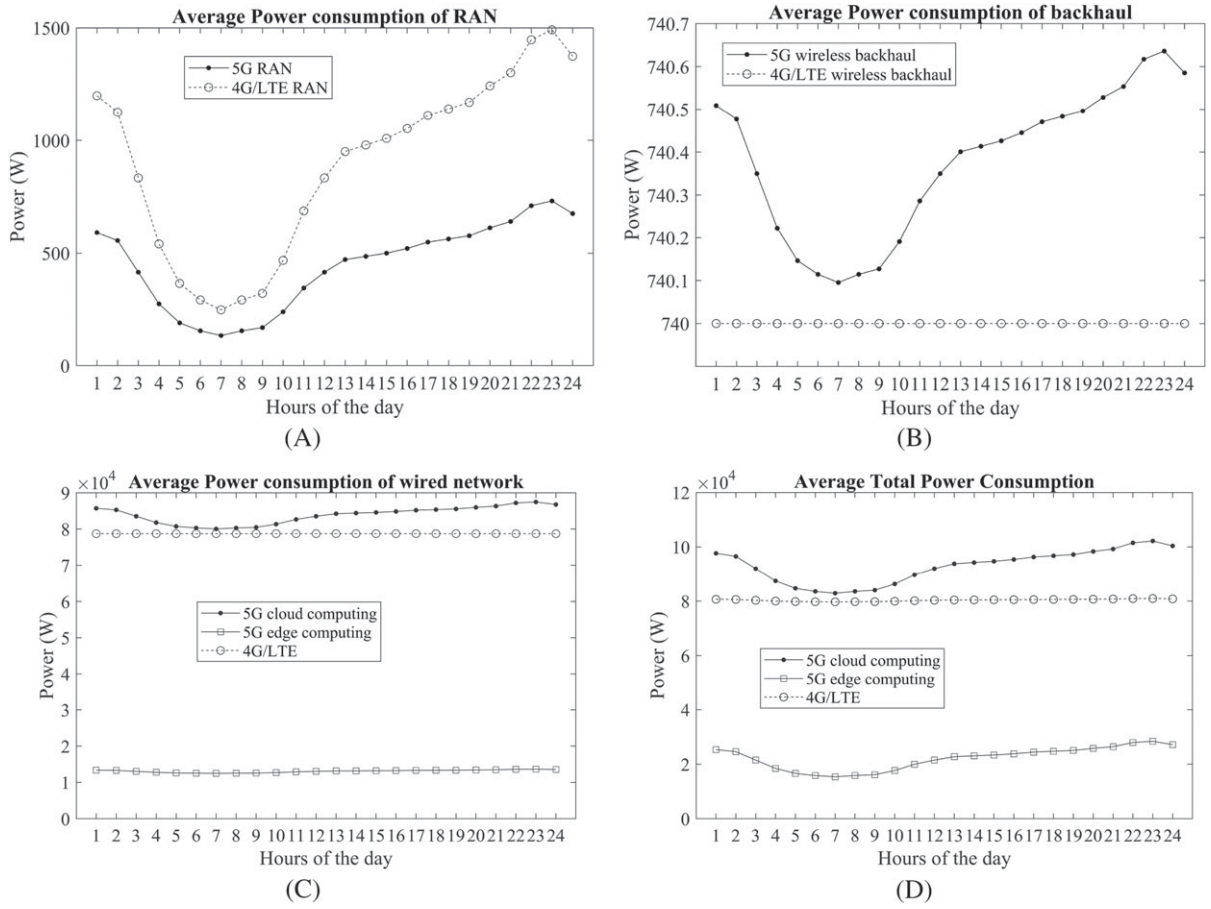 Average Power consumption of RAN
1500
1000
500
0
Power (W)
5G RAN
4G/LTE RAN
1 2 3 4 5 6 7 8 9 10 11 12 13 14 15 16 17 18 19 20 21 22 23 24
Hours of the day
(A)
Average Power consumption of backhaul
740.7
740.6
740.5
740.4
740.3
740.2
740.1
740
Power (W)
5G wireless backhaul
4G/LTE wireless backhaul
1 2 3 4 5 6 7 8 9 10 11 12 13 14 15 16 17 18 19 20 21 22 23 24
Hours of the day
(B)
×10⁴
Average Power consumption of wired network
9
8
7
6
5
4
3
2
1
0
Power (W)
5G cloud computing
5G edge computing
4G/LTE
1 2 3 4 5 6 7 8 9 10 11 12 13 14 15 16 17 18 19 20 21 22 23 24
Hours of the day
(C)
×10⁴
Average Total Power Consumption
12
10
8
6
4
2
0
Power (W)
5G cloud computing
5G edge computing
4G/LTE
1 2 3 4 5 6 7 8 9 10 11 12 13 14 15 16 17 18 19 20 21 22 23 24
Hours of the day
(D)